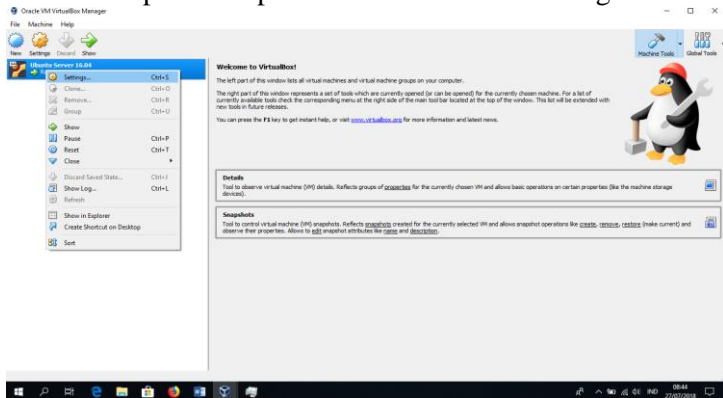 Oracle VM VirtualBox Manager
File Machine Help
New Settings Discard Show
Machine Tools Global Tools
Ubuntu Server 16.04
Settings... Ctrl+S
Clone... Ctrl+O
Remove... Ctrl+R
Group Ctrl+U
Show
Pause Ctrl+P
Reset Ctrl+T
Close
Discard Saved State... Ctrl+J
Show Log... Ctrl+L
Refresh
Show in Explorer
Create Shortcut on Desktop
Sort
Welcome to VirtualBox!
The left part of this window lists all virtual machines and virtual machine groups on your computer.
The right part of this window represents a set of tools which are currently opened (or can be opened) for the currently chosen machine. For a list of
currently available tools check the corresponding menu at the right side of the main tool bar located at the top of the window. This list will be extended with
new tools in future releases.
You can press the F1 key to get instant help, or visit www.virtualbox.org for more information and latest news.
Details
Tool to observe virtual machine (VM) details. Reflects groups of properties for the currently chosen VM and allows basic operations on certain properties (like the machine storage
devices).
Snapshots
Tool to control virtual machine (VM) snapshots. Reflects snapshots created for the currently selected VM and allows snapshot operations like create, remove, restore (make current) and
observe their properties. Allows to edit snapshot attributes like name and description.
IND
08:44
27/07/2018